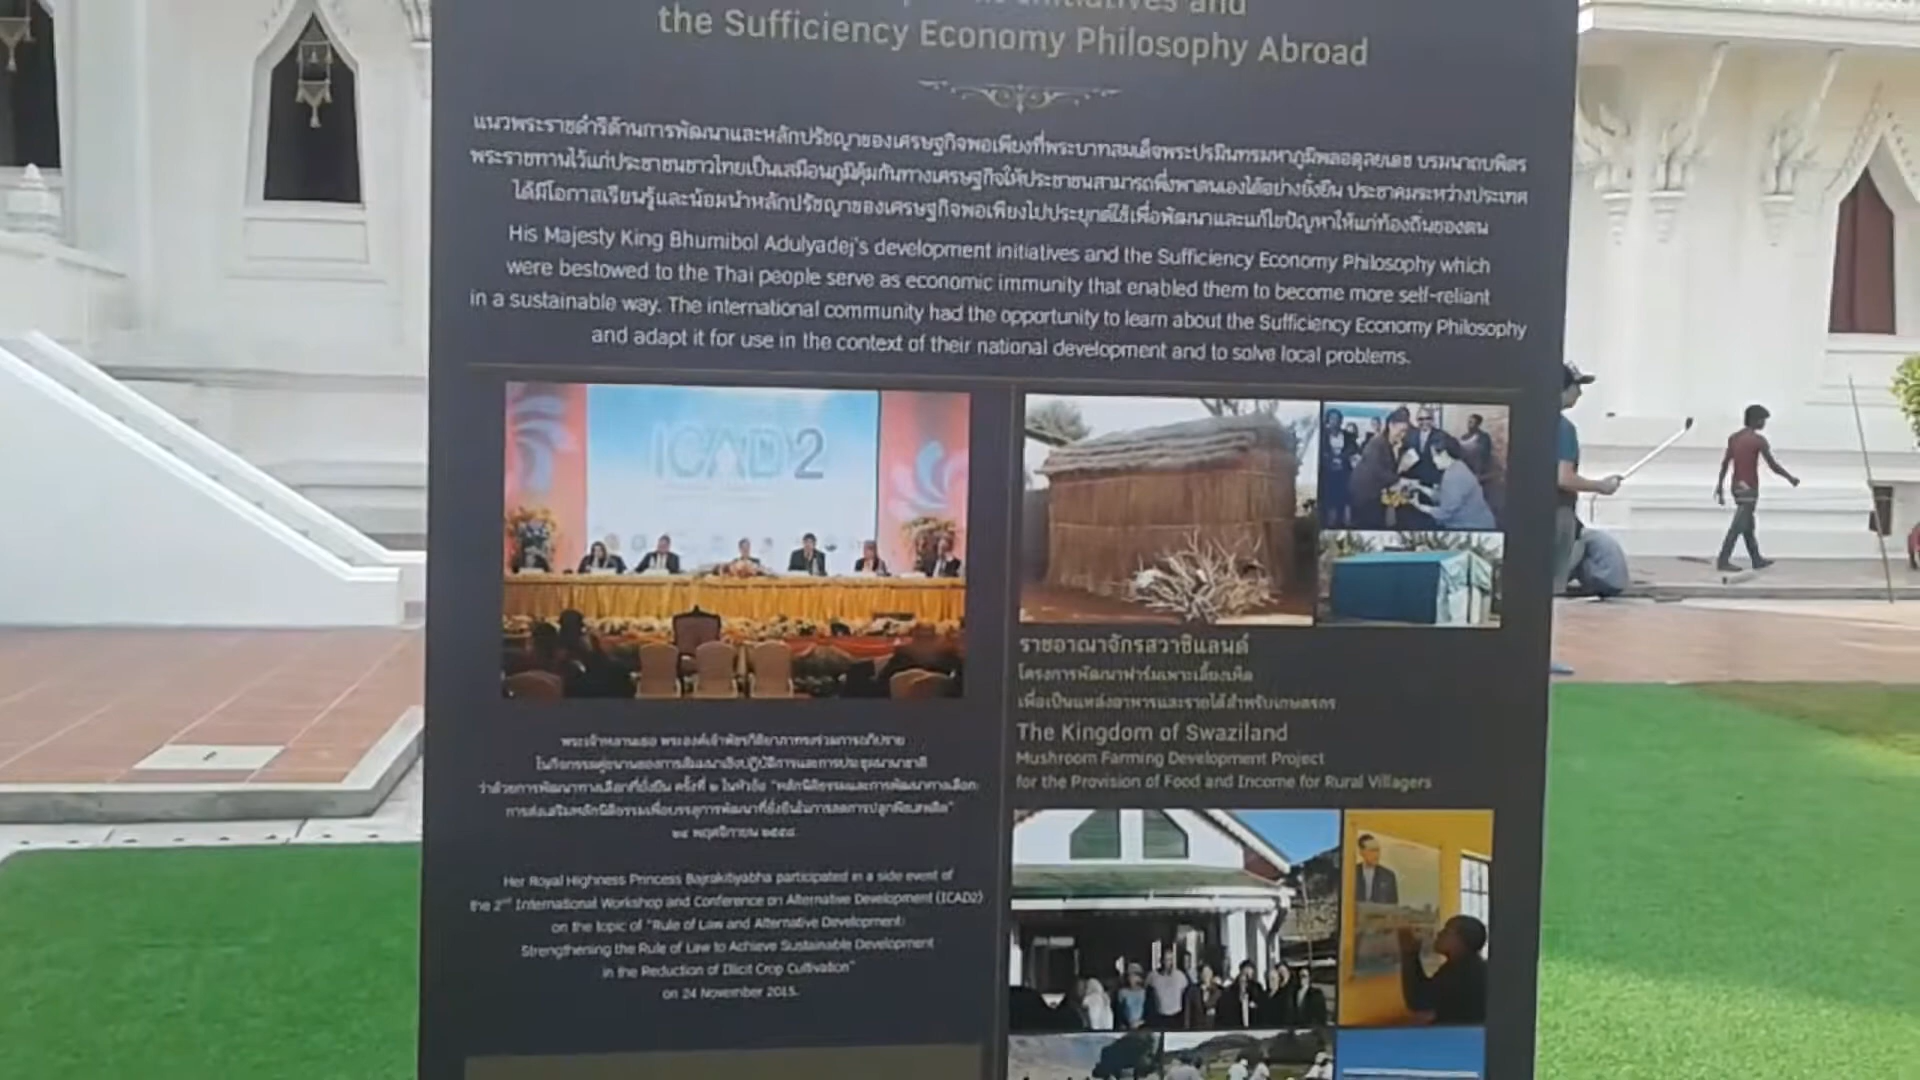 initiatives and
the Sufficiency Economy Philosophy Abroad
แนวพระราชดำริด้านการพัฒนาและหลักปรัชญาของเศรษฐกิจพอเพียงที่พระบาทสมเด็จพระปรมินทรมหาภูมิพลอดุลยเดช บรมนาถบพิตร
พระราชทานไว้แก่ประชาชนชาวไทยเป็นเสมือนภูมิคุ้มกันทางเศรษฐกิจให้ประชาชนสามารถพึ่งพาตนเองได้อย่างยั่งยืน ประชาคมระหว่างประเทศ
ได้มีโอกาสเรียนรู้และน้อมนำหลักปรัชญาของเศรษฐกิจพอเพียงไปประยุกต์ใช้เพื่อพัฒนาและแก้ไขปัญหาให้แก่ท้องถิ่นของตน
His Majesty King Bhumibol Adulyadej's development initiatives and the Sufficiency Economy Philosophy which
were bestowed to the Thai people serve as economic immunity that enabled them to become more self-reliant
in a sustainable way. The international community had the opportunity to learn about the Sufficiency Economy Philosophy
and adapt it for use in the context of their national development and to solve local problems.
ICAD 2
พระเจ้าหลานเธอ พระองค์เจ้าพัชรกิติยาภาทรงร่วมการอภิปราย
ในกิจกรรมคู่ขนานของการสัมมนาเชิงปฏิบัติการและการประชุมนานาชาติ
ว่าด้วยการพัฒนาทางเลือกที่ยั่งยืน ครั้งที่ ๒ ในหัวข้อ "หลักนิติธรรมและการพัฒนาทางเลือก:
การส่งเสริมหลักนิติธรรมเพื่อบรรลุการพัฒนาที่ยั่งยืนในการลดการปลูกพืชเสพติด"
๒๔ พฤศจิกายน ๒๕๕๘
Her Royal Highness Princess Bajrakitiyabha participated in a side event of
the 2nd International Workshop and Conference on Alternative Development (ICAD2)
on the topic of "Rule of Law and Alternative Development:
Strengthening the Rule of Law to Achieve Sustainable Development
in the Reduction of Illicit Crop Cultivation"
on 24 November 2015.
ราชอาณาจักรสวาซิแลนด์
โครงการพัฒนาฟาร์มเพาะเลี้ยงเห็ด
เพื่อเป็นแหล่งอาหารและรายได้สำหรับเกษตรกร
The Kingdom of Swaziland
Mushroom Farming Development Project
for the Provision of Food and Income for Rural Villagers